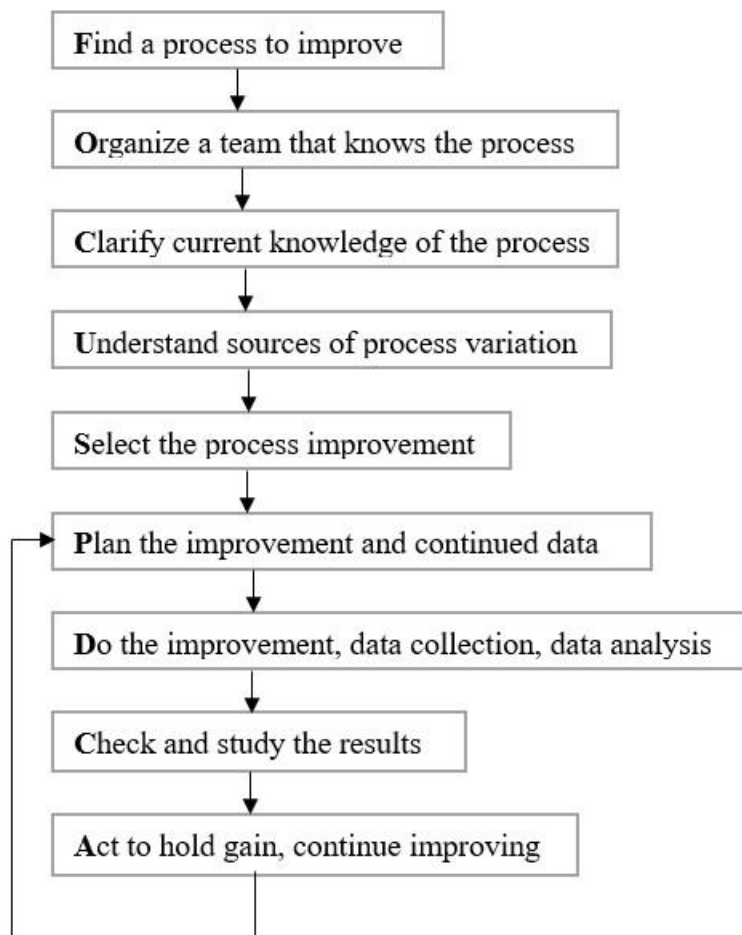 Find a process to improve
Organize a team that knows the process
Clarify current knowledge of the process
Understand sources of process variation
Select the process improvement
Plan the improvement and continued data
Do the improvement, data collection, data analysis
Check and study the results
Act to hold gain, continue improving